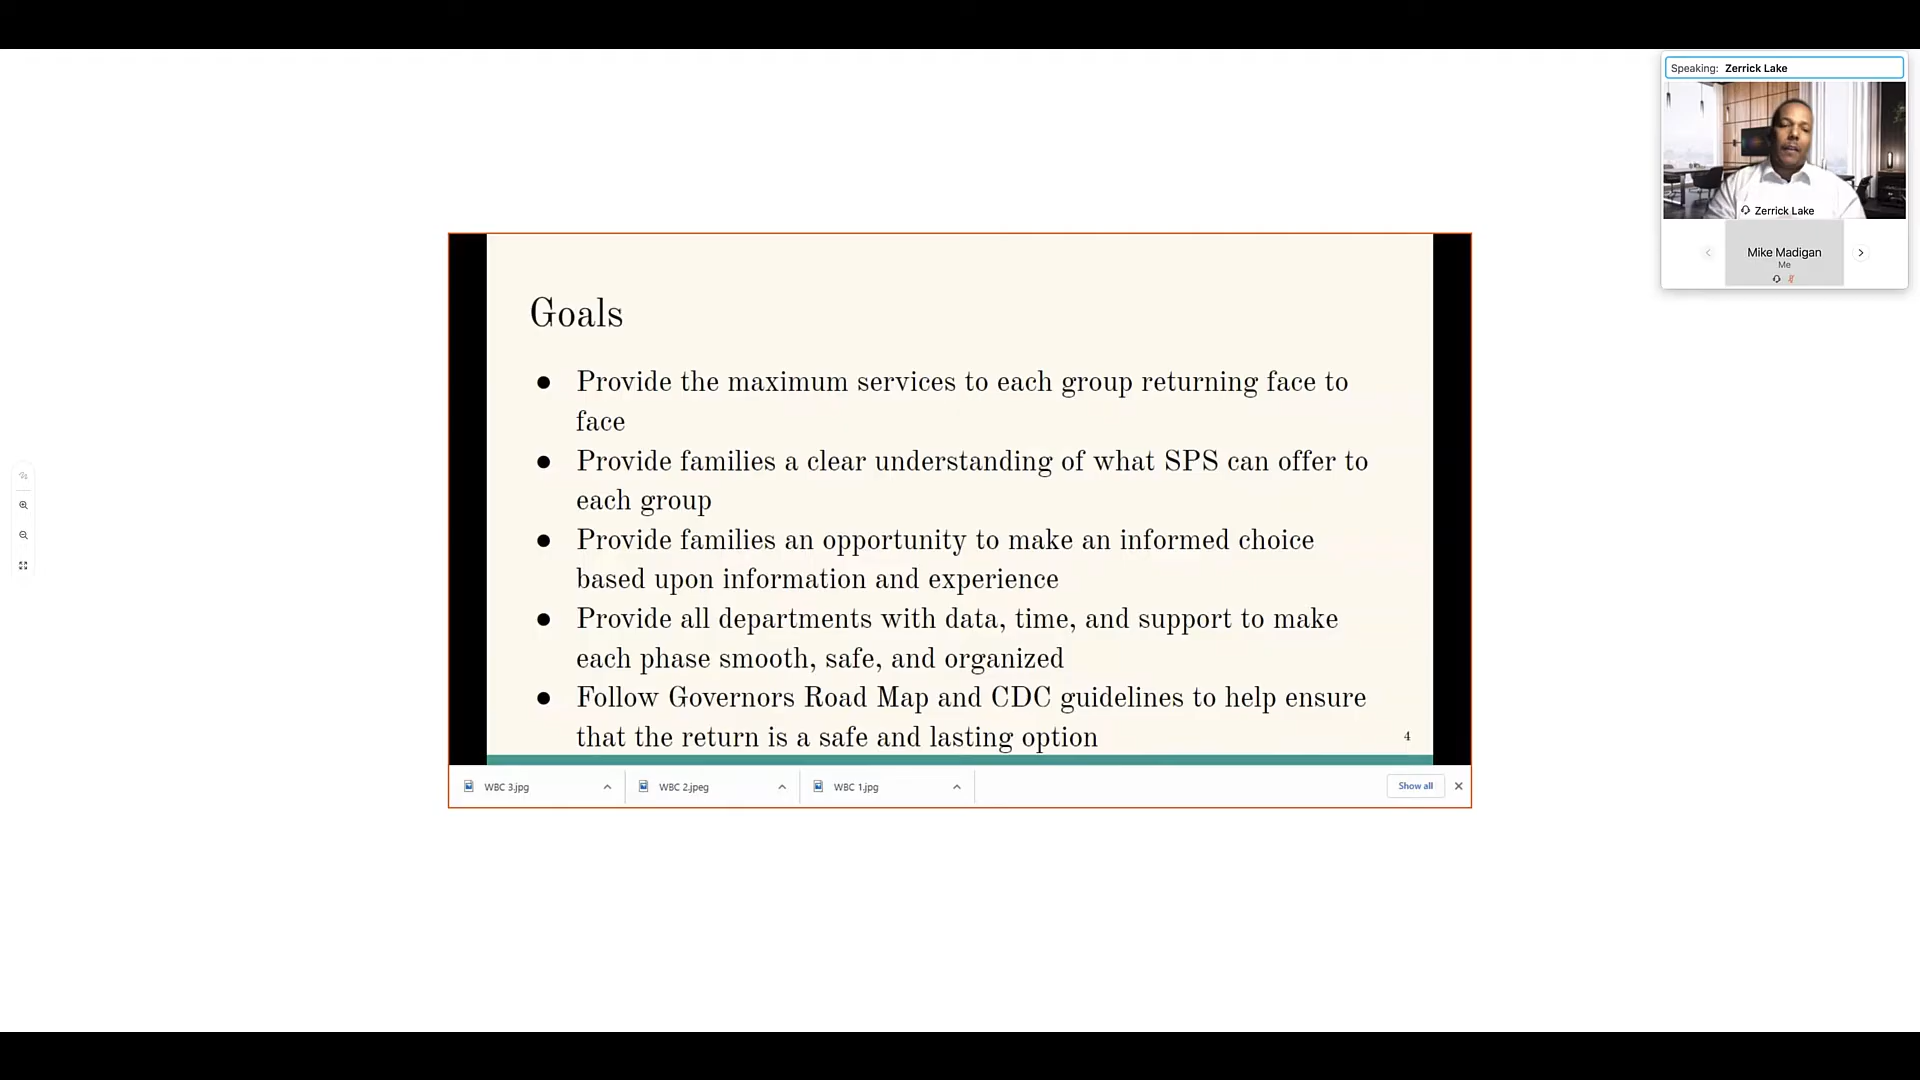 Speaking: Zerrick Lake
Zerrick Lake
Mike Madigan
Me
Goals
● Provide the maximum services to each group returning face to
face
● Provide families a clear understanding of what SPS can offer to
each group
● Provide families an opportunity to make an informed choice
based upon information and experience
● Provide all departments with data, time, and support to make
each phase smooth, safe, and organized
● Follow Governors Road Map and CDC guidelines to help ensure
that the return is a safe and lasting option
4
WBC 3.jpg
WBC 2.jpeg
WBC 1.jpg
Show all